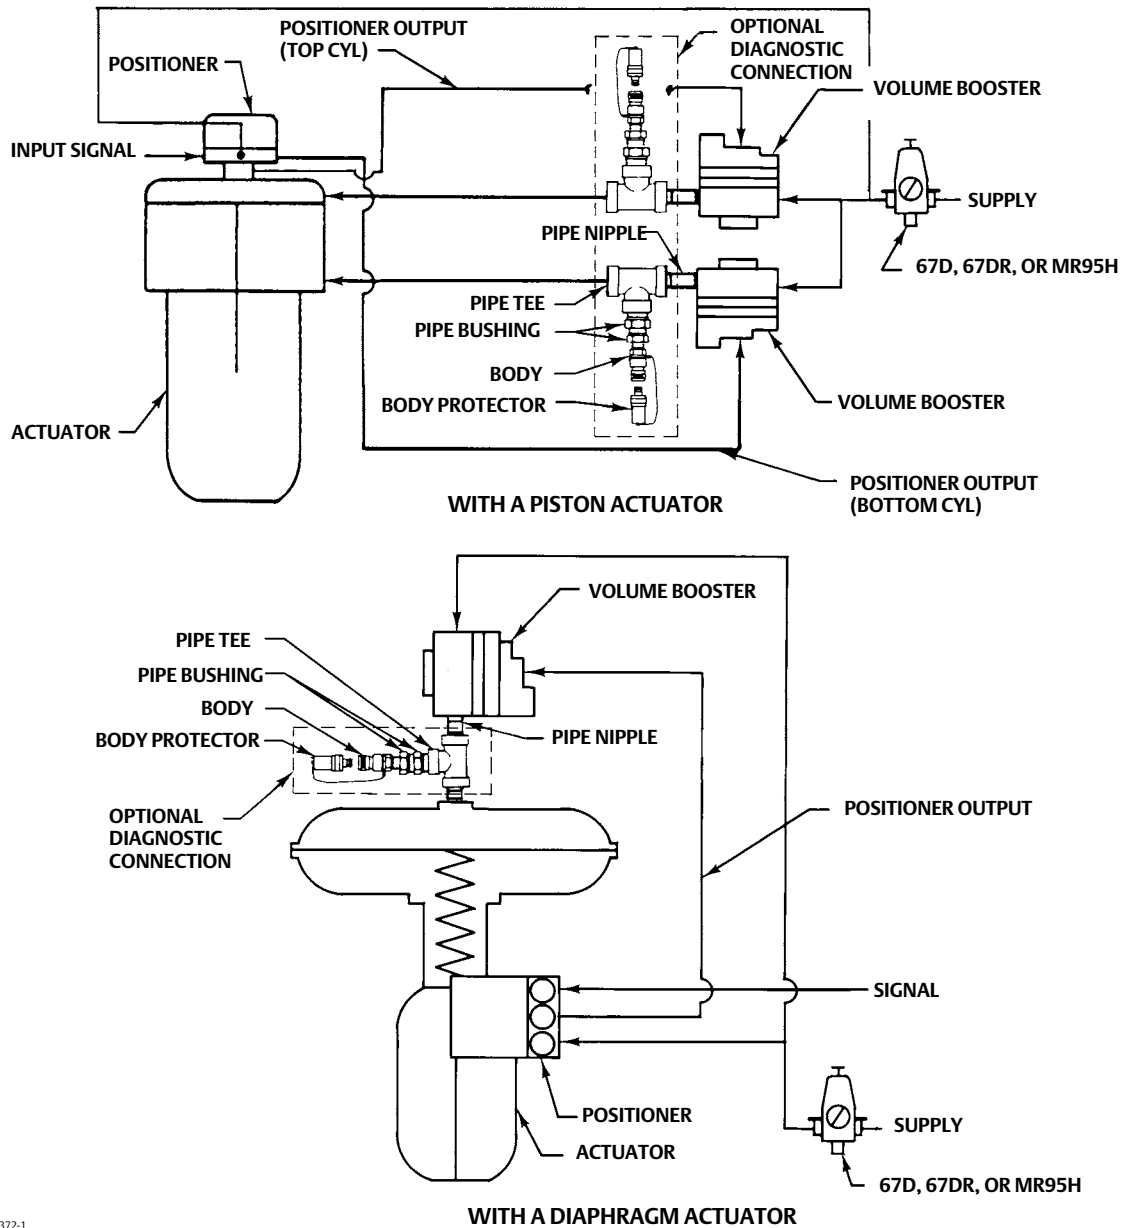 POSITIONER OUTPUT
(TOP CYL)
OPTIONAL
DIAGNOSTIC
CONNECTION
POSITIONER
VOLUME BOOSTER
INPUT SIGNAL
SUPPLY
PIPE NIPPLE
67D, 67DR, OR MR95H
PIPE TEE
PIPE BUSHING
BODY
BODY PROTECTOR
VOLUME BOOSTER
ACTUATOR
POSITIONER OUTPUT
(BOTTOM CYL)
WITH A PISTON ACTUATOR
VOLUME BOOSTER
PIPE TEE
PIPE BUSHING
BODY
BODY PROTECTOR
PIPE NIPPLE
OPTIONAL
DIAGNOSTIC
CONNECTION
POSITIONER OUTPUT
SIGNAL
POSITIONER
SUPPLY
ACTUATOR
67D, 67DR, OR MR95H
WITH A DIAPHRAGM ACTUATOR
372-1